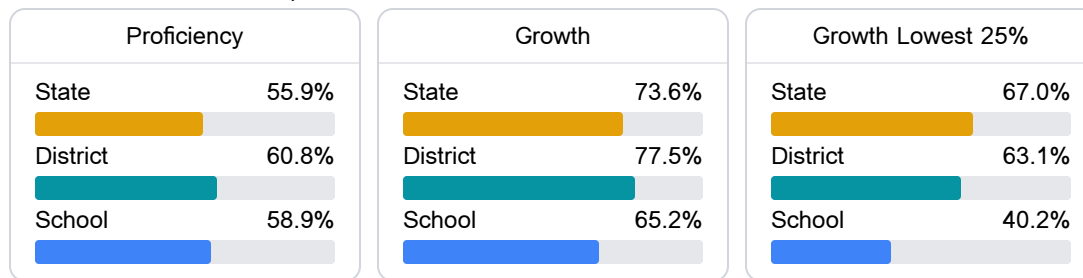 Proficiency
State 55.9%
District 60.8%
School 58.9%
Growth
State 73.6%
District 77.5%
School 65.2%
Growth Lowest 25%
State 67.0%
District 63.1%
School 40.2%